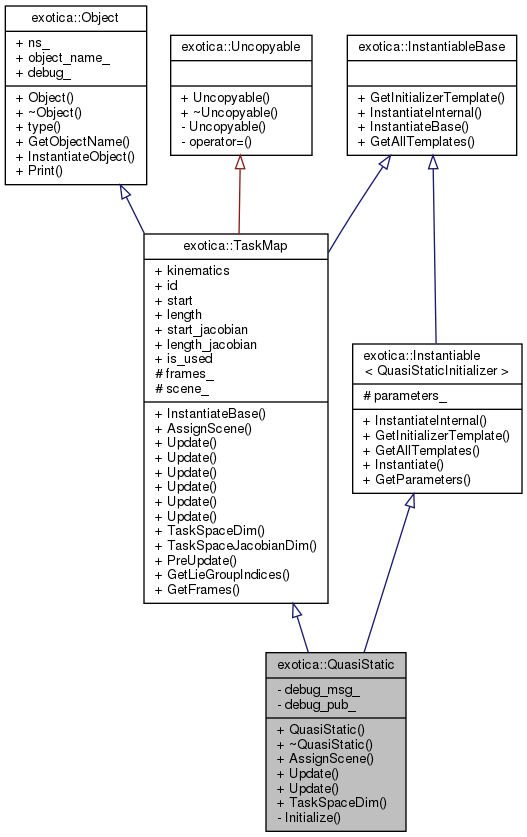 exotica::Object
+ ns_
+ object_name_
+ debug_
+ Object()
+ ~Object()
+ type()
+ GetObjectName()
+ InstantiateObject()
+ Print()
exotica::Uncopyable
+ Uncopyable()
+ ~Uncopyable()
- Uncopyable()
- operator=()
exotica::InstantiableBase
+ GetInitializerTemplate()
+ InstantiateInternal()
+ InstantiateBase()
+ GetAllTemplates()
exotica::TaskMap
+ kinematics
+ id
+ start
+ length
+ start_jacobian
+ length_jacobian
+ is_used
# frames_
# scene_
+ InstantiateBase()
+ AssignScene()
+ Update()
+ Update()
+ Update()
+ Update()
+ Update()
+ Update()
+ TaskSpaceDim()
+ TaskSpaceJacobianDim()
+ PreUpdate()
+ GetLieGroupIndices()
+ GetFrames()
exotica::Instantiable
< QuasiStaticInitializer >
# parameters_
+ InstantiateInternal()
+ GetInitializerTemplate()
+ GetAllTemplates()
+ Instantiate()
+ GetParameters()
exotica::QuasiStatic
- debug_msg_
- debug_pub_
+ QuasiStatic()
+ ~QuasiStatic()
+ AssignScene()
+ Update()
+ Update()
+ TaskSpaceDim()
- Initialize()